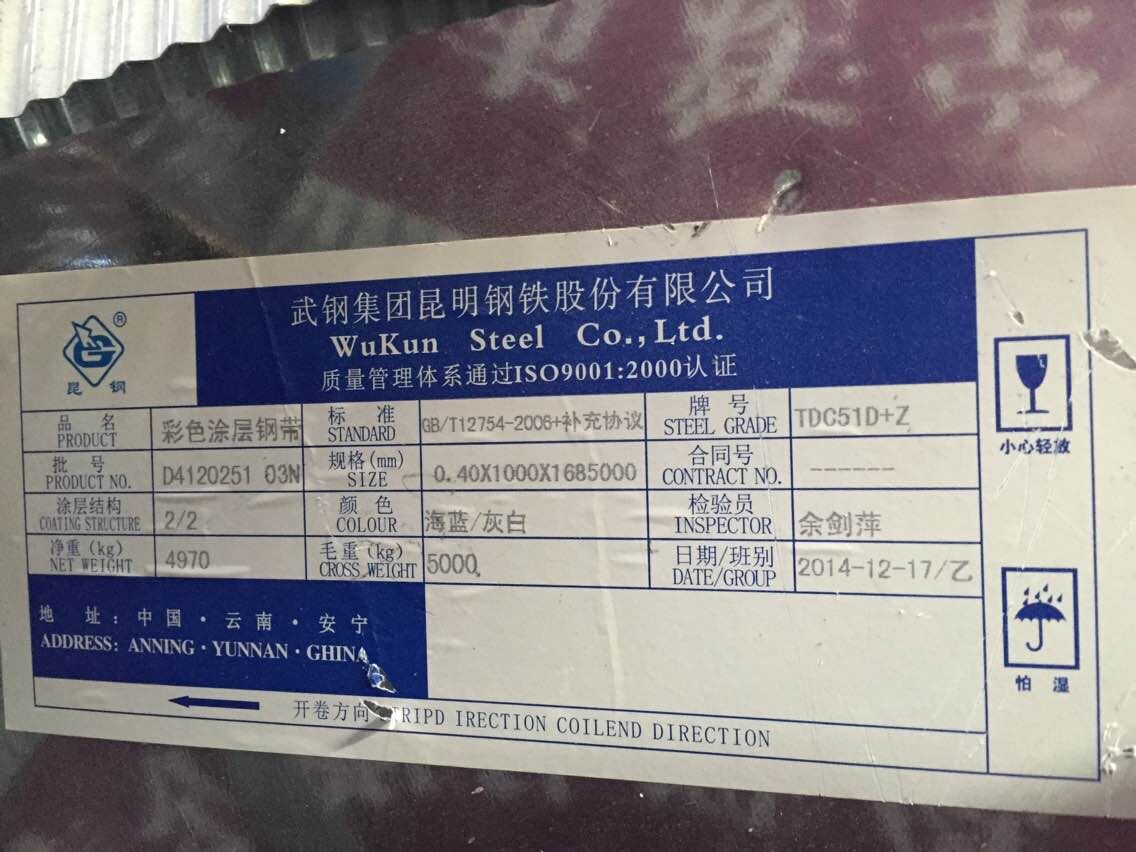 武钢集团昆明钢铁股份有限公司
WuKun Steel Co.,Ltd.
质量管理体系通过ISO9001:2000认证
®
昆钢
品名 PRODUCT 彩色涂层钢带 标准 STANDARD GB/T12754-2006+补充协议 牌号 STEEL GRADE TDC51D+Z
批号 PRODUCT NO. D4120251 03N 规格(mm) SIZE 0.40X1000X1685000 合同号 CONTRACT NO. ------
涂层结构 COATING STRUCTURE 2/2 颜色 COLOUR 海蓝/灰白 检验员 INSPECTOR 余剑萍
净重(kg) NET WEIGHT 4970 毛重(kg) CROSS WEIGHT 5000 日期/班别 DATE/GROUP 2014-12-17/乙
地址:中国·云南·安宁
ADDRESS: ANNING·YUNNAN·GHINA
开卷方向 STRIPD IRECTION COILEND DIRECTION
小心轻放
怕湿